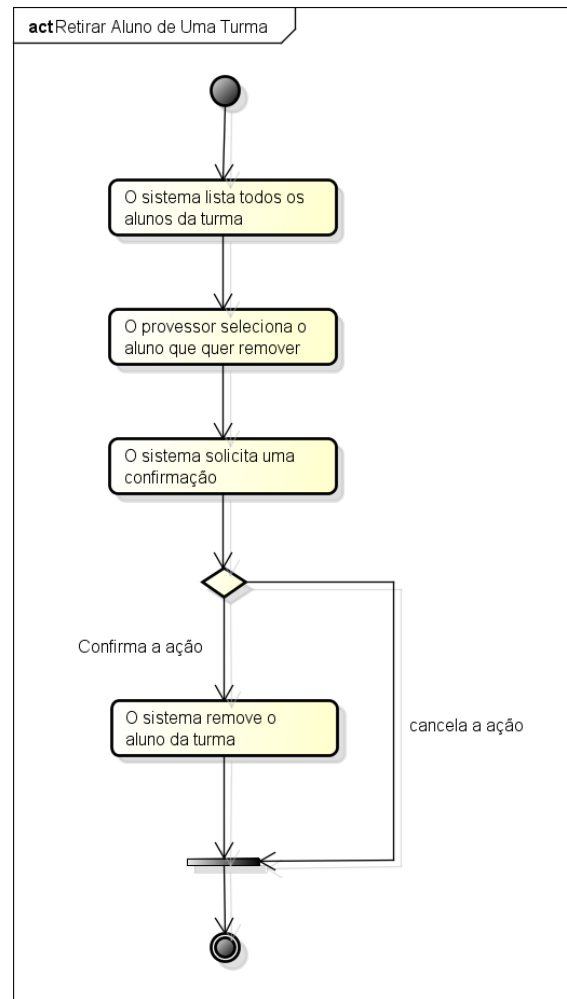 act Retirar Aluno de Uma Turma
O sistema lista todos os
alunos da turma
O provessor seleciona o
aluno que quer remover
O sistema solicita uma
confirmação
Confirma a ação
cancela a ação
O sistema remove o
aluno da turma